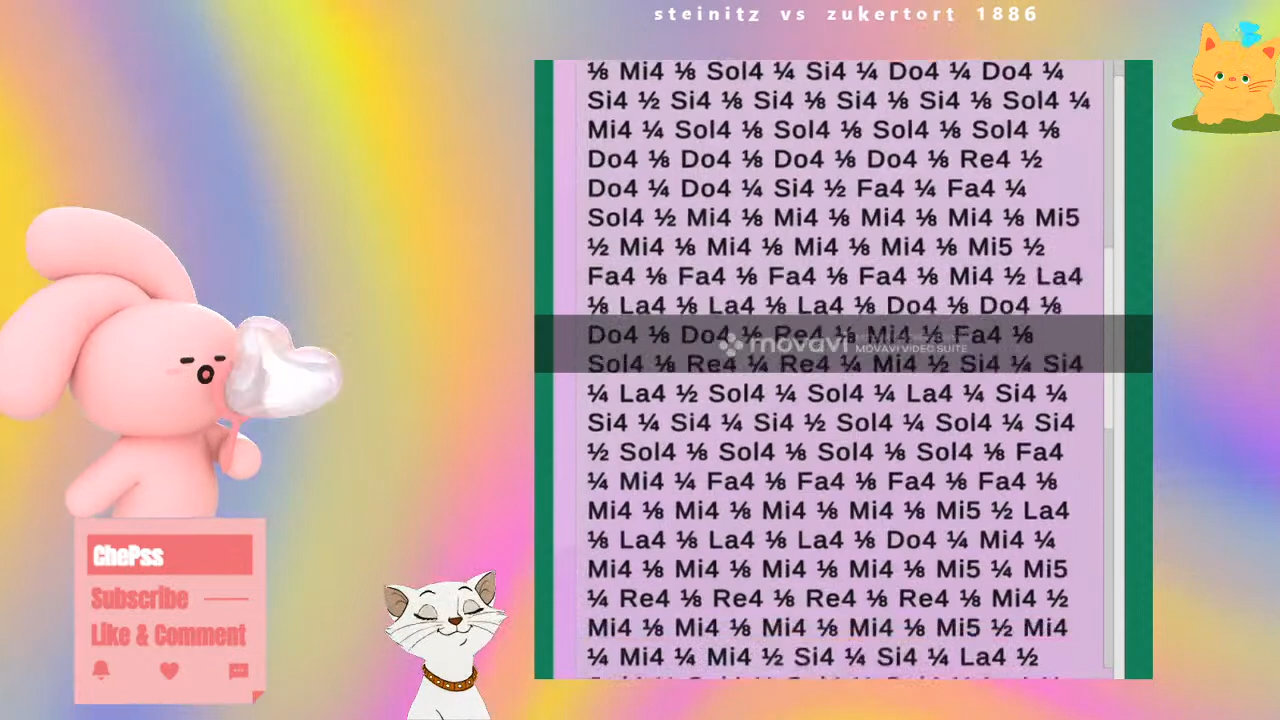 steinitz vs zukertort 1886
⅛ Mi4 ⅛ Sol4 ¼ Si4 ¼ Do4 ¼ Do4 ¼
Si4 ½ Si4 ⅛ Si4 ⅛ Si4 ⅛ Si4 ⅛ Sol4 ¼
Mi4 ¼ Sol4 ⅛ Sol4 ⅛ Sol4 ⅛ Sol4 ⅛
Do4 ⅛ Do4 ⅛ Do4 ⅛ Do4 ⅛ Re4 ½
Do4 ¼ Do4 ¼ Si4 ½ Fa4 ¼ Fa4 ¼
Sol4 ½ Mi4 ⅛ Mi4 ⅛ Mi4 ⅛ Mi4 ⅛ Mi5
½ Mi4 ⅛ Mi4 ⅛ Mi4 ⅛ Mi4 ⅛ Mi5 ½
Fa4 ⅛ Fa4 ⅛ Fa4 ⅛ Fa4 ⅛ Mi4 ½ La4
⅛ La4 ⅛ La4 ⅛ La4 ⅛ Do4 ⅛ Do4 ⅛
Do4 ⅛ Do4 ⅛ Re4 ⅛ Mi4 ⅛ Fa4 ⅛
movavi
MOVAVI VIDEO SUITE
Sol4 ⅛ Re4 ¼ Re4 ¼ Mi4 ½ Si4 ¼ Si4
¼ La4 ½ Sol4 ¼ Sol4 ¼ La4 ¼ Si4 ¼
Si4 ¼ Si4 ¼ Si4 ½ Sol4 ¼ Sol4 ¼ Si4
½ Sol4 ⅛ Sol4 ⅛ Sol4 ⅛ Sol4 ⅛ Fa4
¼ Mi4 ¼ Fa4 ⅛ Fa4 ⅛ Fa4 ⅛ Fa4 ⅛
Mi4 ⅛ Mi4 ⅛ Mi4 ⅛ Mi4 ⅛ Mi5 ½ La4
⅛ La4 ⅛ La4 ⅛ La4 ⅛ Do4 ¼ Mi4 ¼
Mi4 ⅛ Mi4 ⅛ Mi4 ⅛ Mi4 ⅛ Mi5 ¼ Mi5
¼ Re4 ⅛ Re4 ⅛ Re4 ⅛ Re4 ⅛ Mi4 ½
Mi4 ⅛ Mi4 ⅛ Mi4 ⅛ Mi4 ⅛ Mi5 ½ Mi4
¼ Mi4 ¼ Mi4 ½ Si4 ¼ Si4 ¼ La4 ½
ChePss
Subscribe
Like & Comment